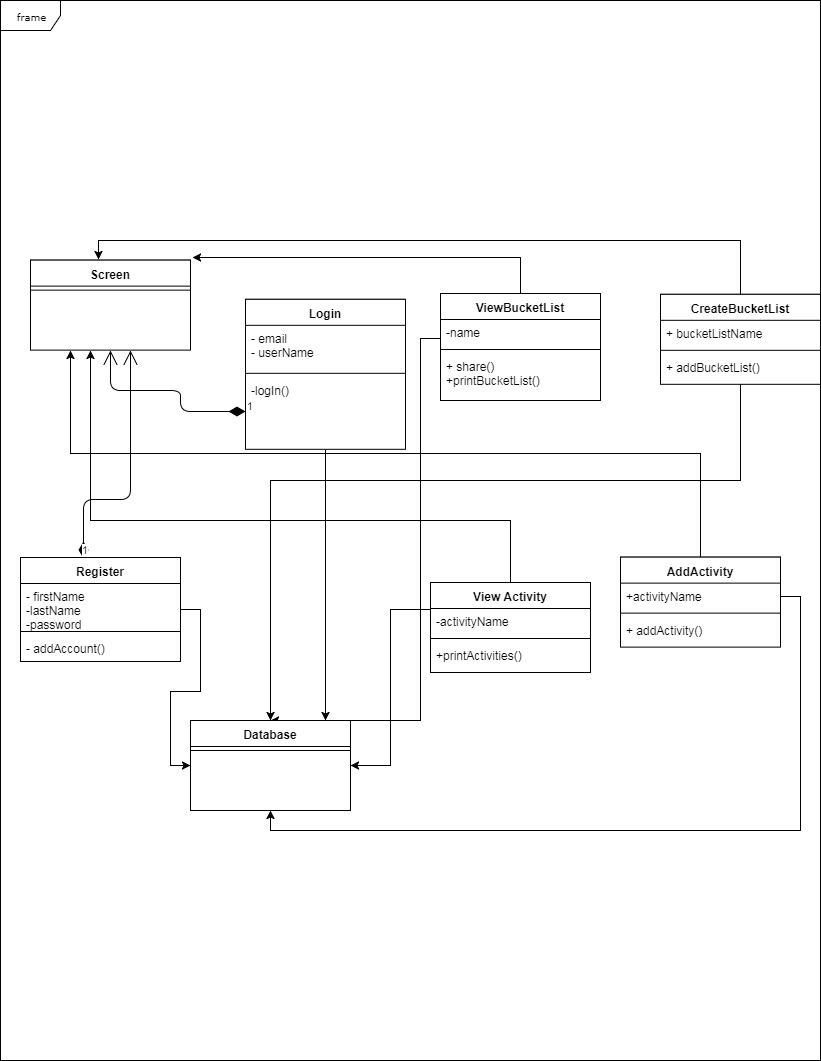 frame
Screen
Login
- email
- userName
-logIn()
1
ViewBucketList
-name
+ share()
+printBucketList()
CreateBucketList
+ bucketListName
+ addBucketList()
1
Register
- firstName
-lastName
-password
- addAccount()
View Activity
-activityName
+printActivities()
AddActivity
+activityName
+ addActivity()
Database